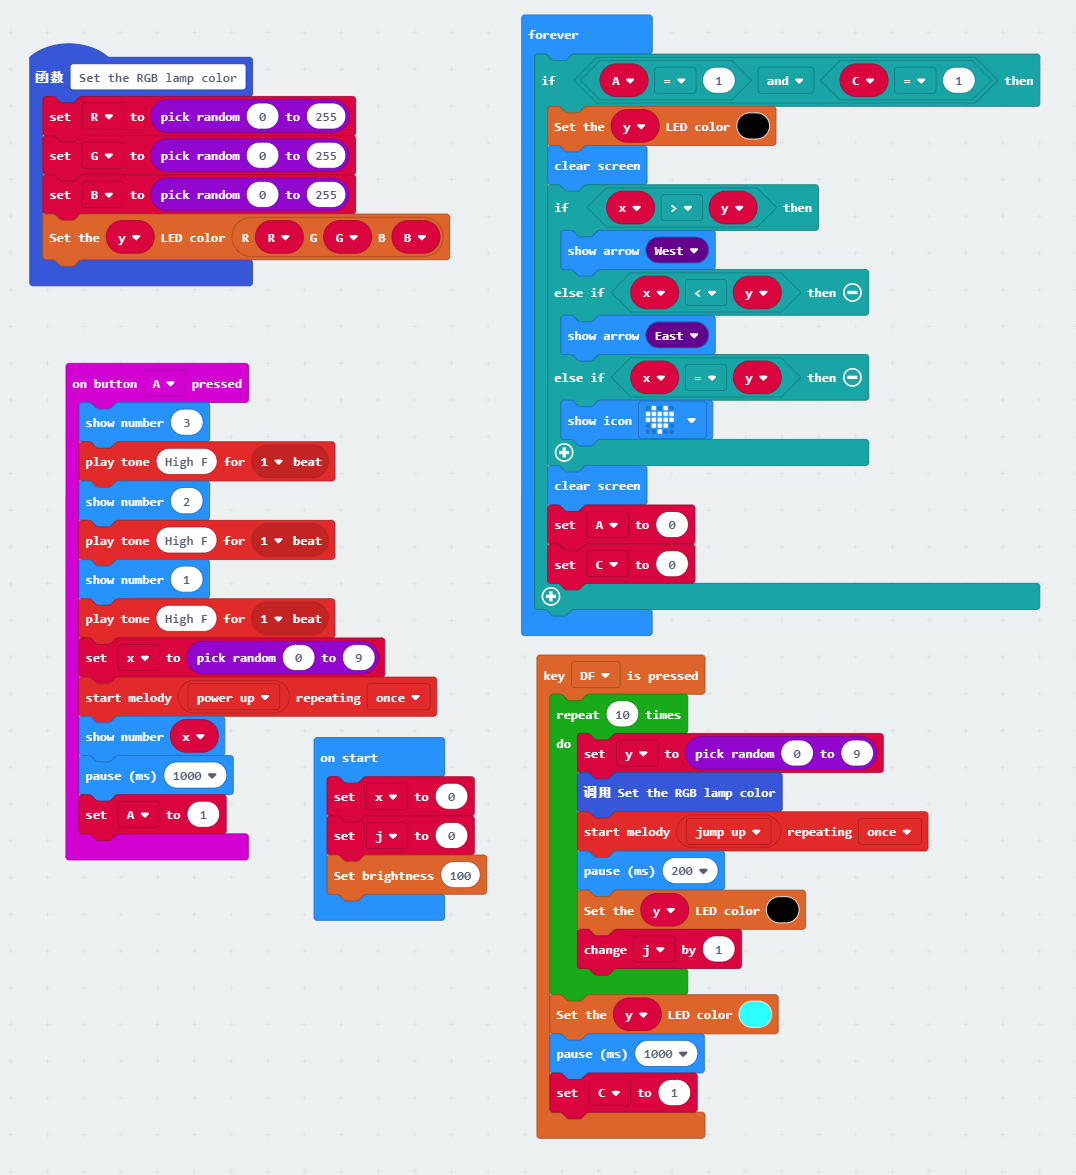 函数 Set the RGB lamp color
set R to pick random 0 to 255
set G to pick random 0 to 255
set B to pick random 0 to 255
Set the y LED color R R G G B B
on button A pressed
show number 3
play tone High F for 1 beat
show number 2
play tone High F for 1 beat
show number 1
play tone High F for 1 beat
set x to pick random 0 to 9
start melody power up repeating once
show number x
pause (ms) 1000
set A to 1
on start
set x to 0
set j to 0
Set brightness 100
forever
if A = 1 and C = 1 then
Set the y LED color
clear screen
if x > y then
show arrow West
else if x < y then
show arrow East
else if x = y then
show icon
clear screen
set A to 0
set C to 0
key DF is pressed
repeat 10 times
do set y to pick random 0 to 9
调用 Set the RGB lamp color
start melody jump up repeating once
pause (ms) 200
Set the y LED color
change j by 1
Set the y LED color
pause (ms) 1000
set C to 1